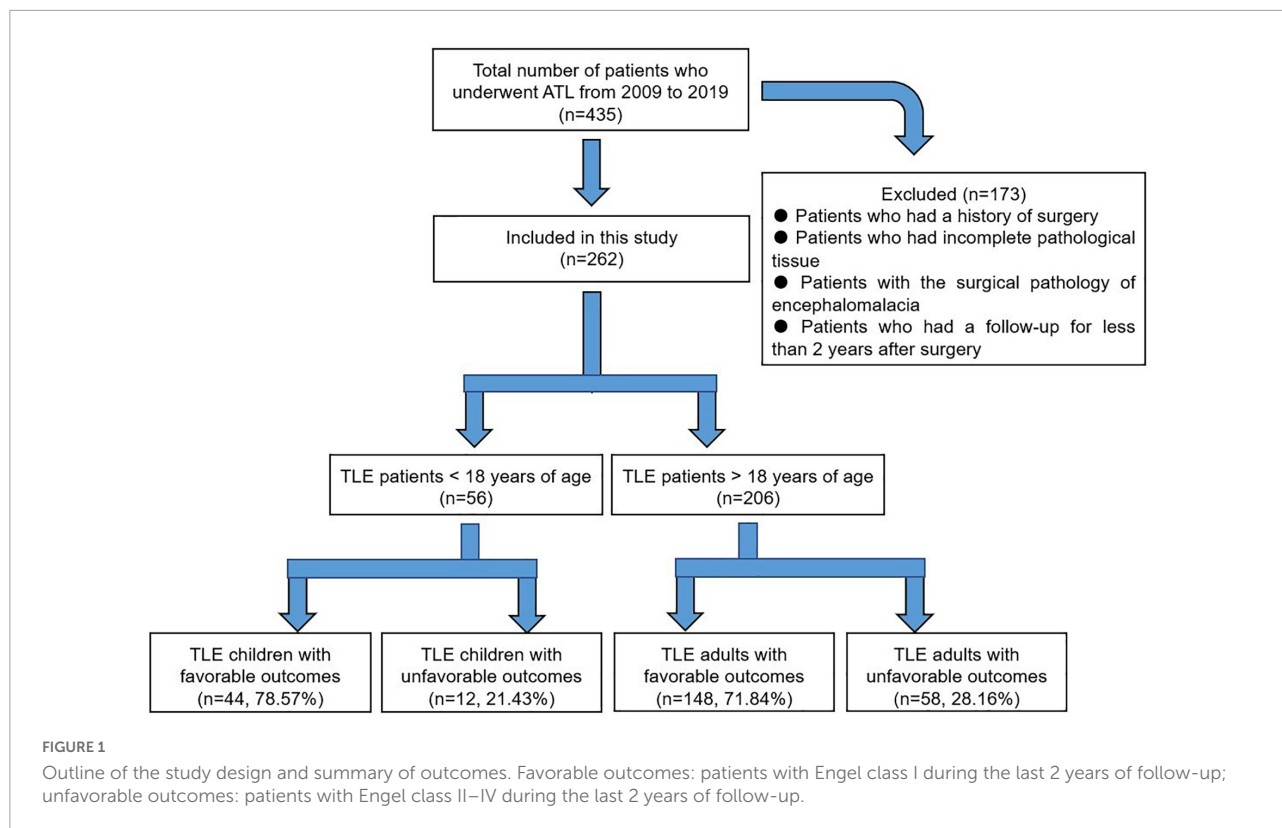 Total number of patients who
underwent ATL from 2009 to 2019
(n=435)
Excluded (n=173)
● Patients who had a history of surgery
● Patients who had incomplete pathological
tissue
● Patients with the surgical pathology of
encephalomalacia
● Patients who had a follow-up for less
than 2 years after surgery
Included in this study
(n=262)
TLE patients < 18 years of age
(n=56)
TLE patients > 18 years of age
(n=206)
TLE children with
favorable outcomes
(n=44, 78.57%)
TLE children with
unfavorable outcomes
(n=12, 21.43%)
TLE adults with
favorable outcomes
(n=148, 71.84%)
TLE adults with
unfavorable outcomes
(n=58, 28.16%)
FIGURE 1
Outline of the study design and summary of outcomes. Favorable outcomes: patients with Engel class I during the last 2 years of follow-up;
unfavorable outcomes: patients with Engel class II–IV during the last 2 years of follow-up.